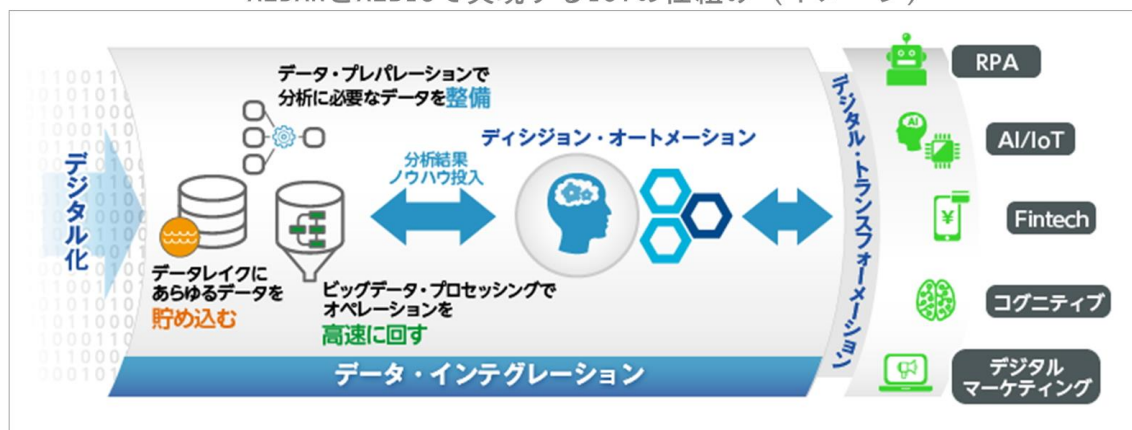 デジタル化
データ・プレパレーションで
分析に必要なデータを整備
データレイクに
あらゆるデータを
貯め込む
ビッグデータ・プロセッシングで
オペレーションを
高速に回す
分析結果
ノウハウ投入
ディシジョン・オートメーション
データ・インテグレーション
デジタル・トランスフォーメーション
RPA
AI
AI/IoT
¥
Fintech
コグニティブ
デジタル
マーケティング